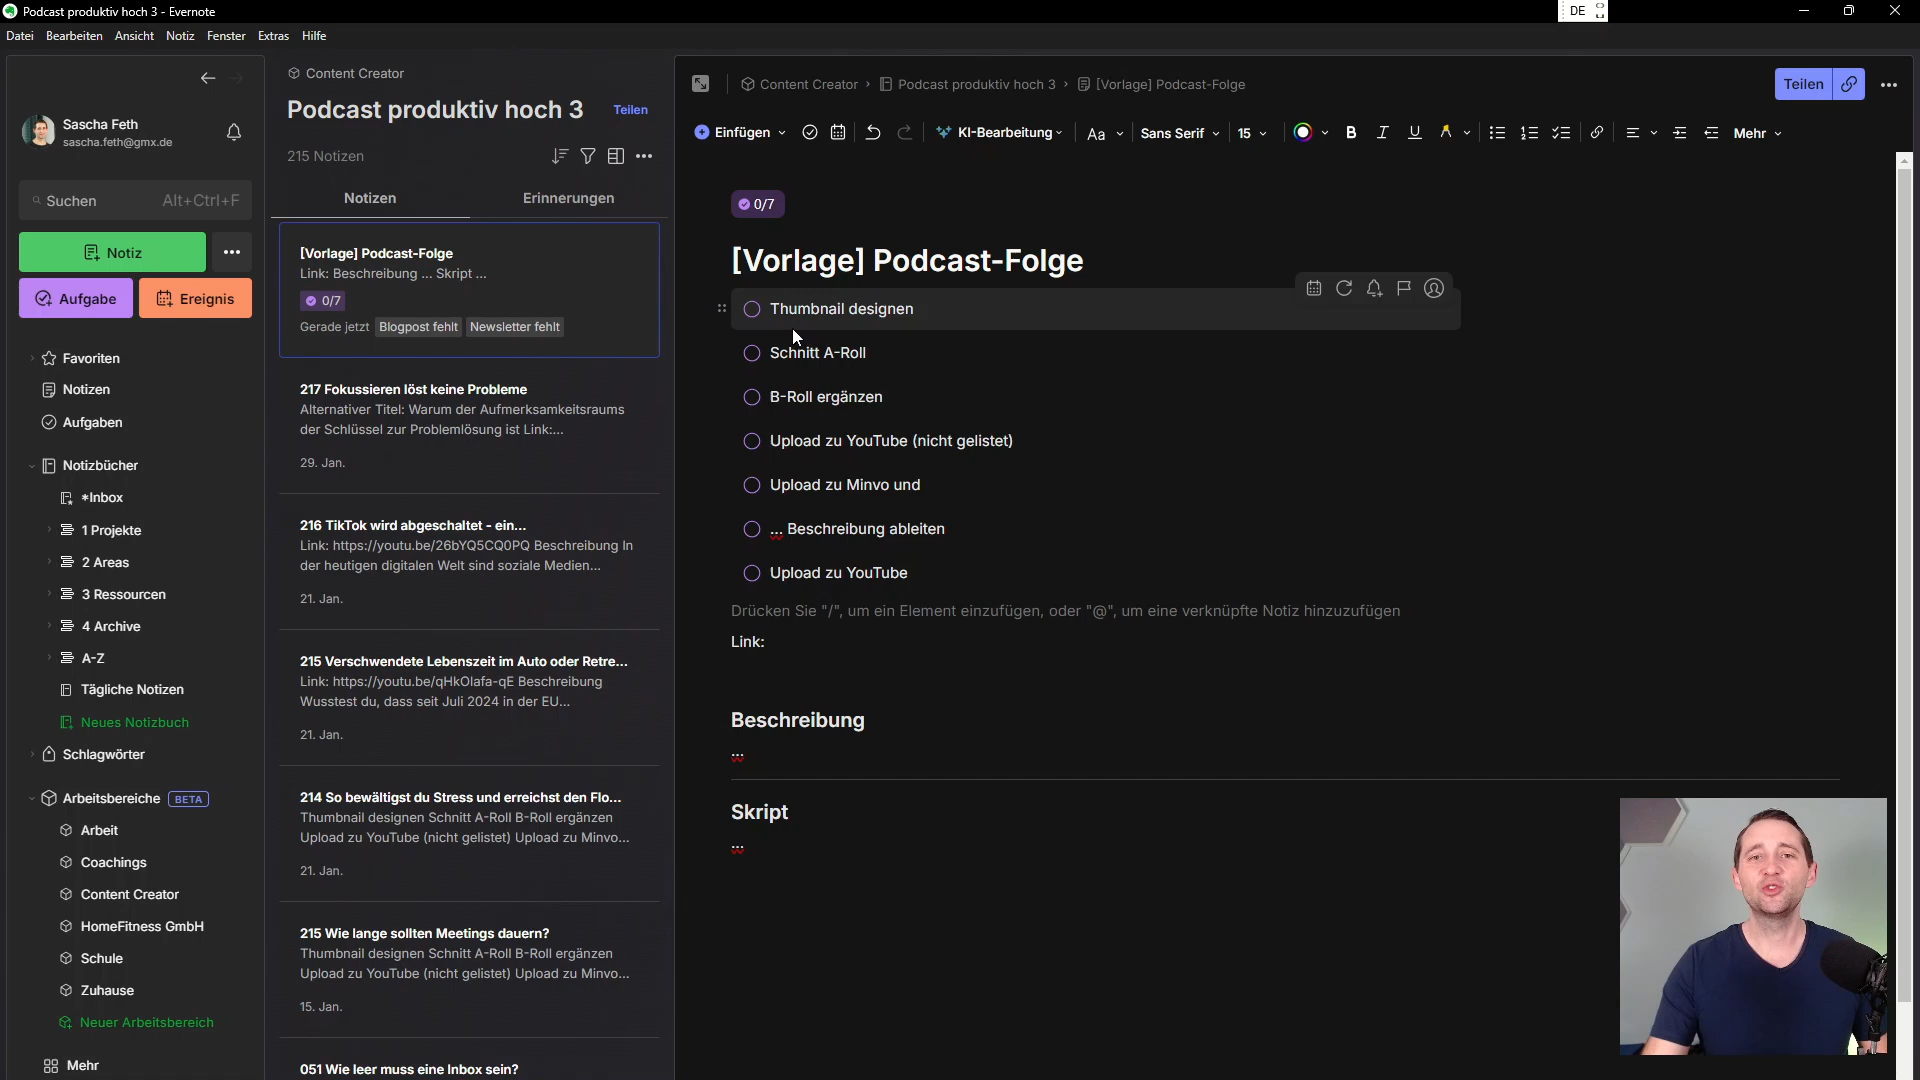 Podcast produktiv hoch 3 - Evernote
DE
Datei Bearbeiten Ansicht Notiz Fenster Extras Hilfe
Sascha Feth
sascha.feth@gmx.de
Suchen Alt+Ctrl+F
Notiz
Aufgabe
Ereignis
Favoriten
Notizen
Aufgaben
Notizbücher
*Inbox
1 Projekte
2 Areas
3 Ressourcen
4 Archive
A-Z
Tägliche Notizen
Neues Notizbuch
Schlagwörter
Arbeitsbereiche BETA
Arbeit
Coachings
Content Creator
HomeFitness GmbH
Schule
Zuhause
Neuer Arbeitsbereich
Mehr
Content Creator
Podcast produktiv hoch 3 Teilen
215 Notizen
Notizen Erinnerungen
[Vorlage] Podcast-Folge
Link: Beschreibung ... Skript ...
0/7
Gerade jetzt Blogpost fehlt Newsletter fehlt
217 Fokussieren löst keine Probleme
Alternativer Titel: Warum der Aufmerksamkeitsraums
der Schlüssel zur Problemlösung ist Link:...
29. Jan.
216 TikTok wird abgeschaltet - ein...
Link: https://youtu.be/26bYQ5CQ0PQ Beschreibung In
der heutigen digitalen Welt sind soziale Medien...
21. Jan.
215 Verschwendete Lebenszeit im Auto oder Retre...
Link: https://youtu.be/qHkOlafa-qE Beschreibung
Wusstest du, dass seit Juli 2024 in der EU...
21. Jan.
214 So bewältigst du Stress und erreichst den Flo...
Thumbnail designen Schnitt A-Roll B-Roll ergänzen
Upload zu YouTube (nicht gelistet) Upload zu Minvo...
21. Jan.
215 Wie lange sollten Meetings dauern?
Thumbnail designen Schnitt A-Roll B-Roll ergänzen
Upload zu YouTube (nicht gelistet) Upload zu Minvo...
15. Jan.
051 Wie leer muss eine Inbox sein?
Content Creator › Podcast produktiv hoch 3 › [Vorlage] Podcast-Folge
Teilen
Einfügen KI-Bearbeitung Aa Sans Serif 15 B I U Mehr
0/7
[Vorlage] Podcast-Folge
Thumbnail designen
Schnitt A-Roll
B-Roll ergänzen
Upload zu YouTube (nicht gelistet)
Upload zu Minvo und
... Beschreibung ableiten
Upload zu YouTube
Drücken Sie "/", um ein Element einzufügen, oder "@", um eine verknüpfte Notiz hinzuzufügen
Link:
Beschreibung
...
Skript
...